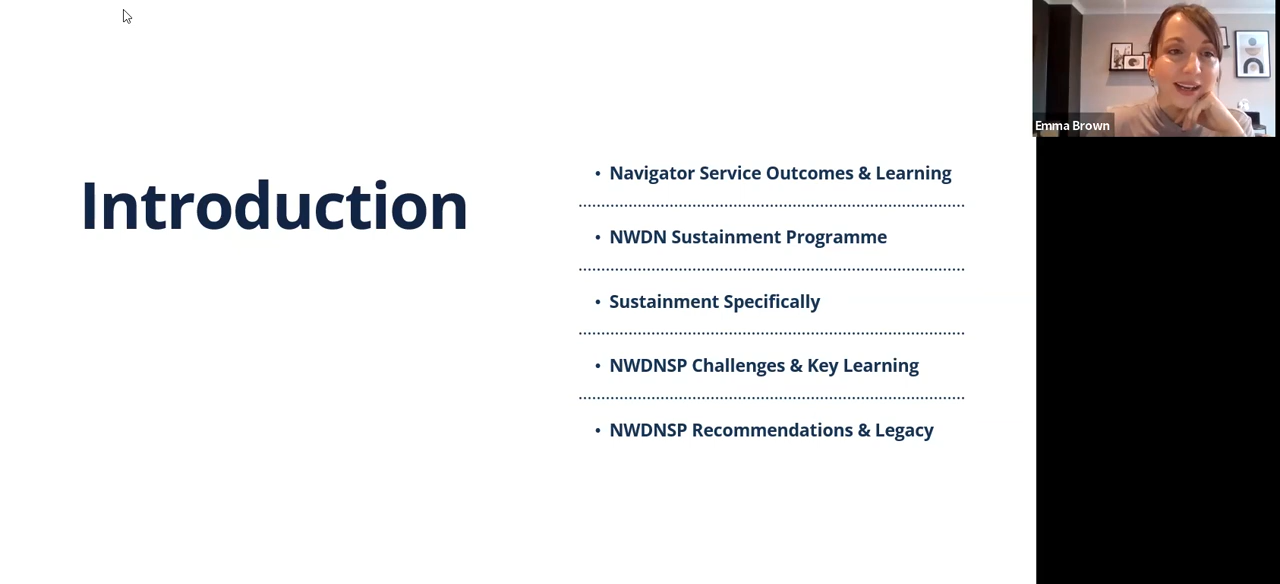 Introduction
• Navigator Service Outcomes & Learning
• NWDN Sustainment Programme
• Sustainment Specifically
• NWDNSP Challenges & Key Learning
• NWDNSP Recommendations & Legacy
Emma Brown